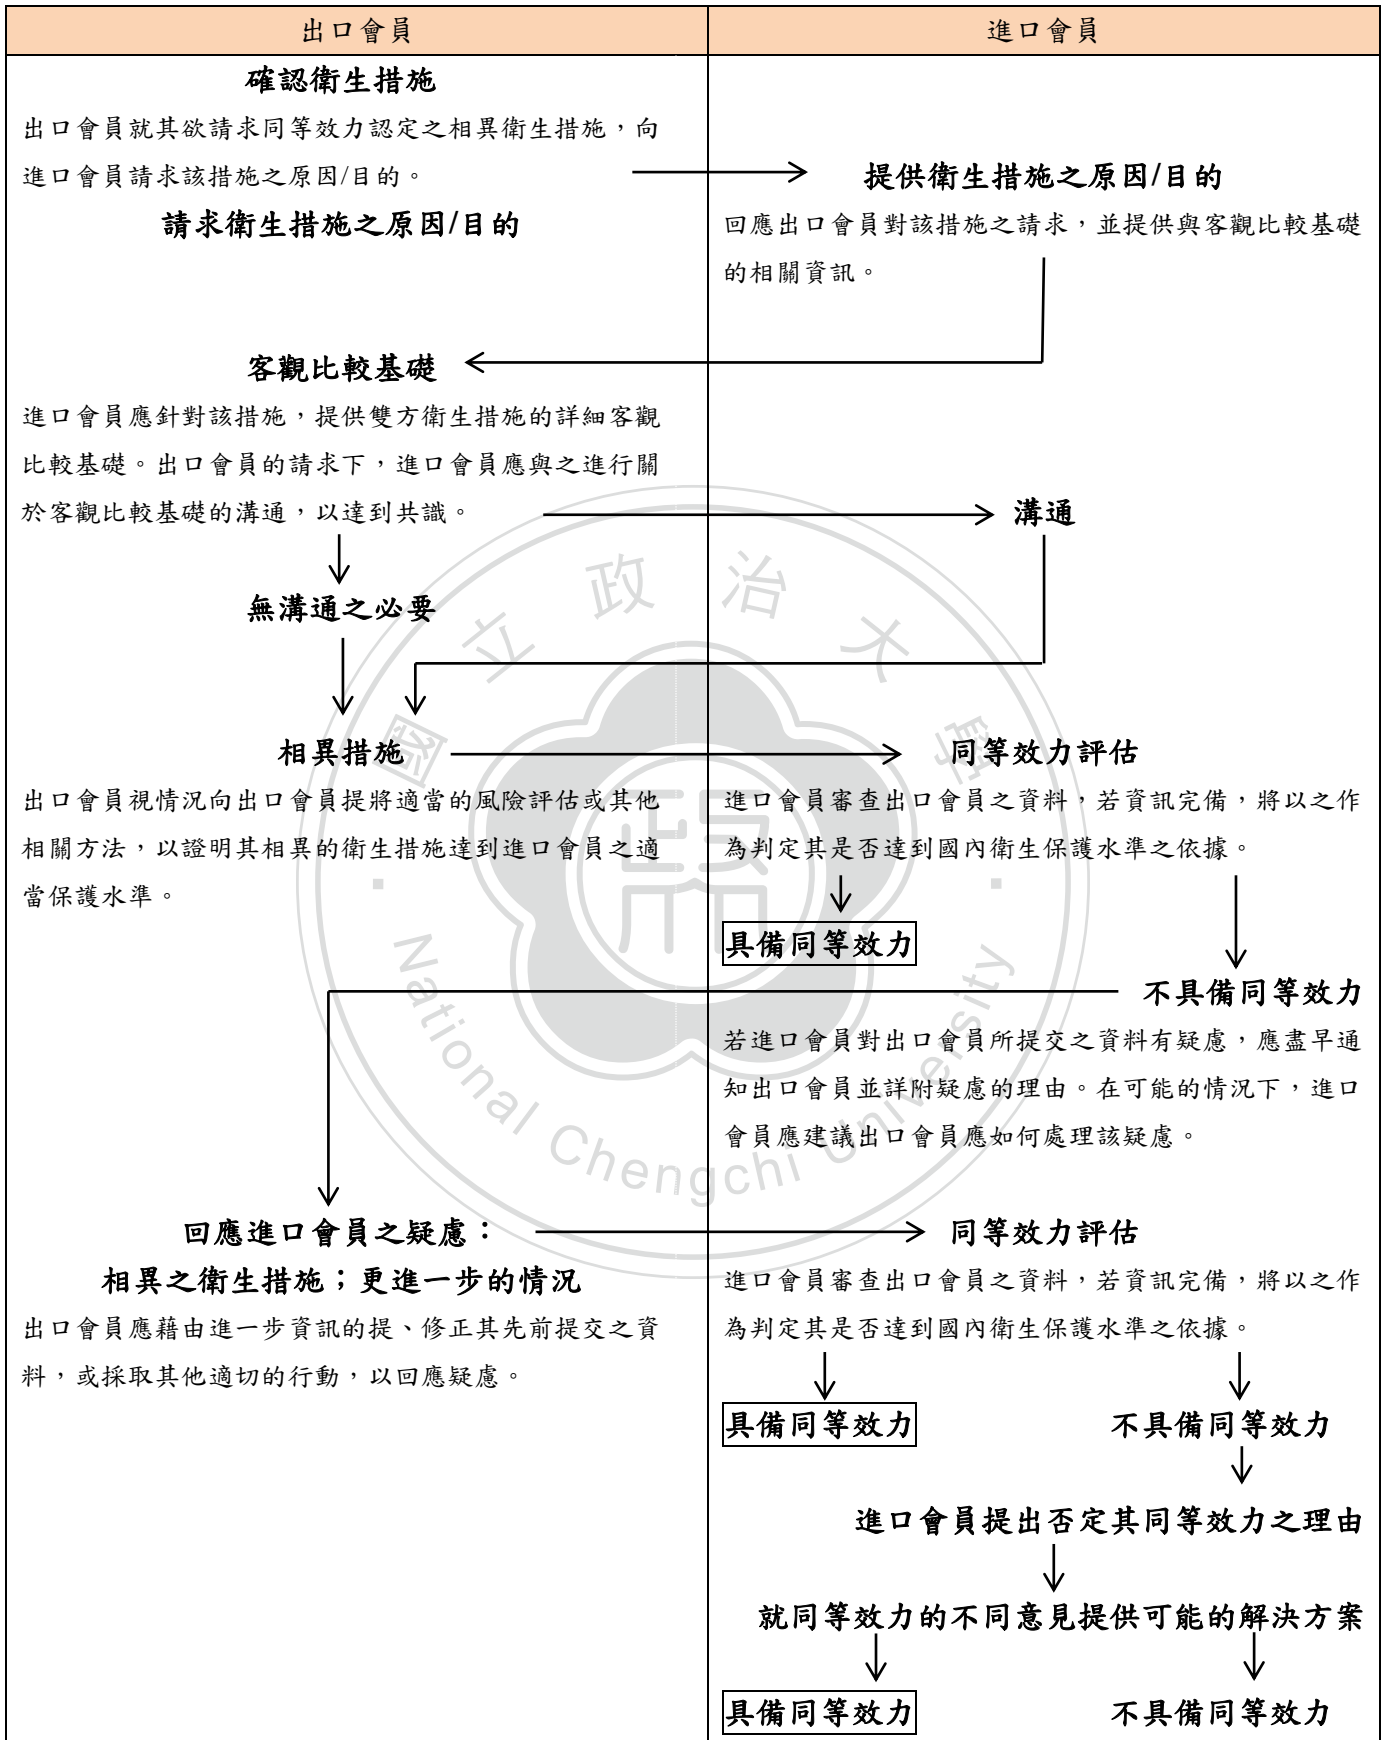 出口會員
進口會員
確認衛生措施
出口會員就其欲請求同等效力認定之相異衛生措施，向
進口會員請求該措施之原因/目的。
請求衛生措施之原因/目的
提供衛生措施之原因/目的
回應出口會員對該措施之請求，並提供與客觀比較基礎
的相關資訊。
客觀比較基礎
進口會員應針對該措施，提供雙方衛生措施的詳細客觀
比較基礎。出口會員的請求下，進口會員應與之進行關
於客觀比較基礎的溝通，以達到共識。
溝通
無溝通之必要
相異措施
出口會員視情況向出口會員提將適當的風險評估或其他
相關方法，以證明其相異的衛生措施達到進口會員之適
當保護水準。
同等效力評估
進口會員審查出口會員之資料，若資訊完備，將以之作
為判定其是否達到國內衛生保護水準之依據。
具備同等效力
不具備同等效力
若進口會員對出口會員所提交之資料有疑慮，應盡早通
知出口會員並詳附疑慮的理由。在可能的情況下，進口
會員應建議出口會員應如何處理該疑慮。
回應進口會員之疑慮：
相異之衛生措施；更進一步的情況
出口會員應藉由進一步資訊的提、修正其先前提交之資
料，或採取其他適切的行動，以回應疑慮。
同等效力評估
進口會員審查出口會員之資料，若資訊完備，將以之作
為判定其是否達到國內衛生保護水準之依據。
具備同等效力
不具備同等效力
進口會員提出否定其同等效力之理由
就同等效力的不同意見提供可能的解決方案
具備同等效力
不具備同等效力
國立政治大學
National Chengchi University